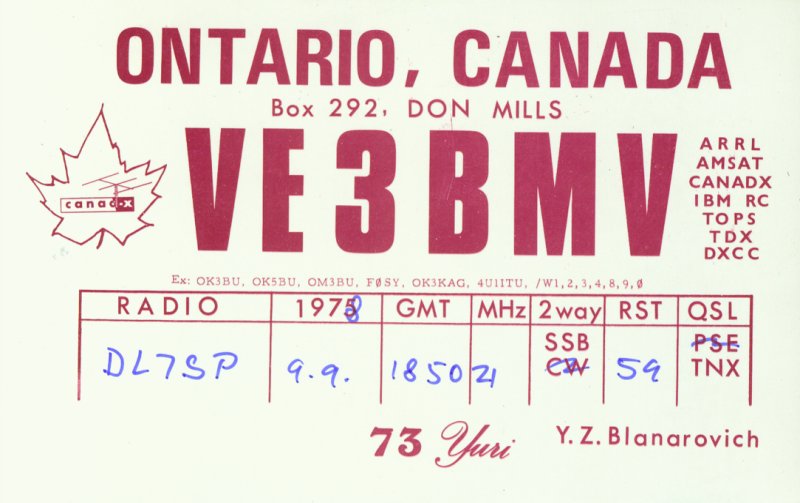 ONTARIO, CANADA
Box 292, DON MILLS
VE3BMV
canad-x
ARRL
AMSAT
CANADX
IBM RC
TOPS
TDX
DXCC
Ex: OK3BU, OK5BU, OM3BU, FØSY, OK3KAG, 4U1ITU, /W1,2,3,4,8,9,Ø
RADIO 1978 GMT MHz 2way RST QSL
SSB PSE
DL7SP 9.9. 1850 21 CW 59 TNX
73 Yuri Y. Z. Blanarovich